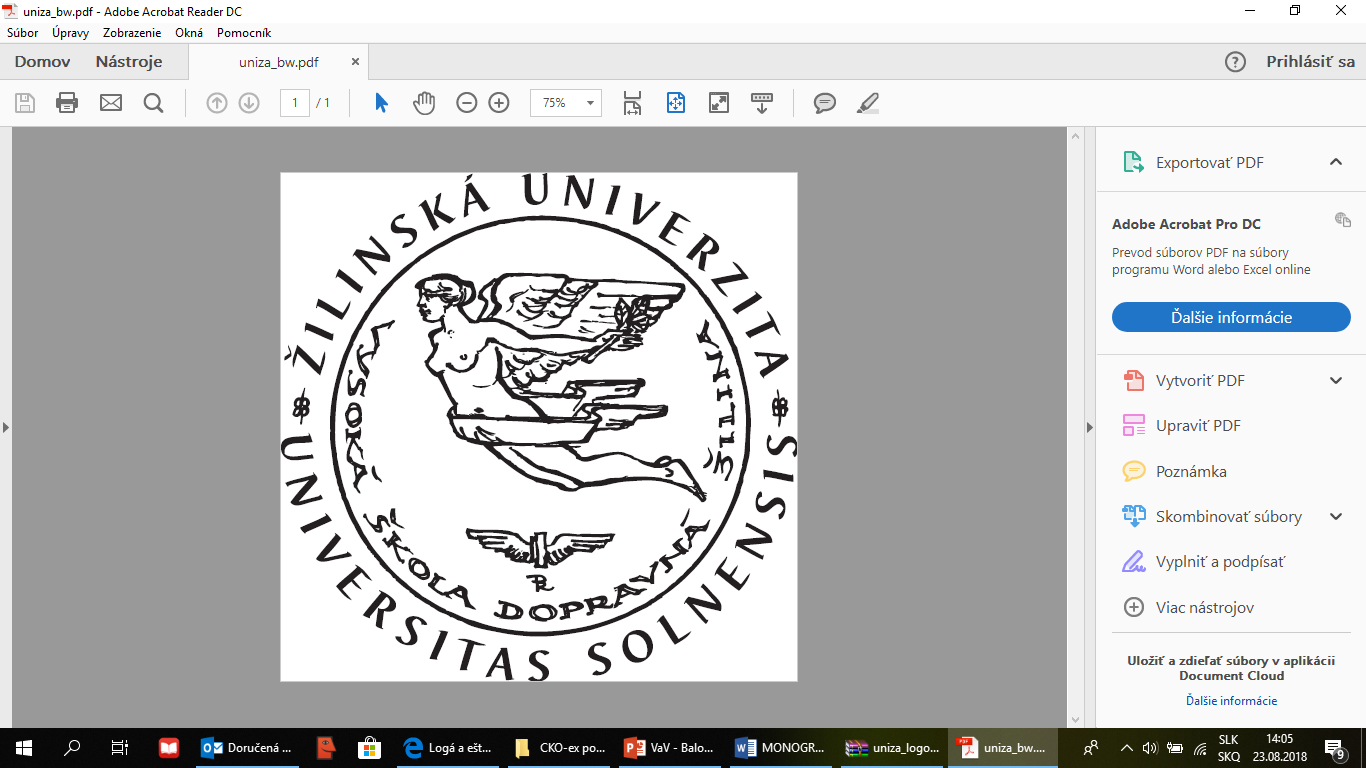 uniza_bw.pdf - Adobe Acrobat Reader DC
Súbor Úpravy Zobrazenie Okná Pomocník
Domov Nástroje uniza_bw.pdf × ? Prihlásiť sa
1 / 1 75%
ŽILINSKÁ UNIVERZITA
UNIVERSITAS SOLNENSIS
VYSOKÁ ŠKOLA DOPRAVNÁ
Exportovať PDF
Adobe Acrobat Pro DC
Prevod súborov PDF na súbory
programu Word alebo Excel online
Ďalšie informácie
Vytvoriť PDF
Upraviť PDF
Poznámka
Skombinovať súbory
Vyplniť a podpísať
Viac nástrojov
Uložiť a zdieľať súbory v aplikácii
Document Cloud
Ďalšie informácie
Doručená ... Logá a ešt... CKO-ex po... VaV - Balo... MONOGR... uniza_logo... uniza_bw.... SLK 14:05
SKQ 23.08.2018 9